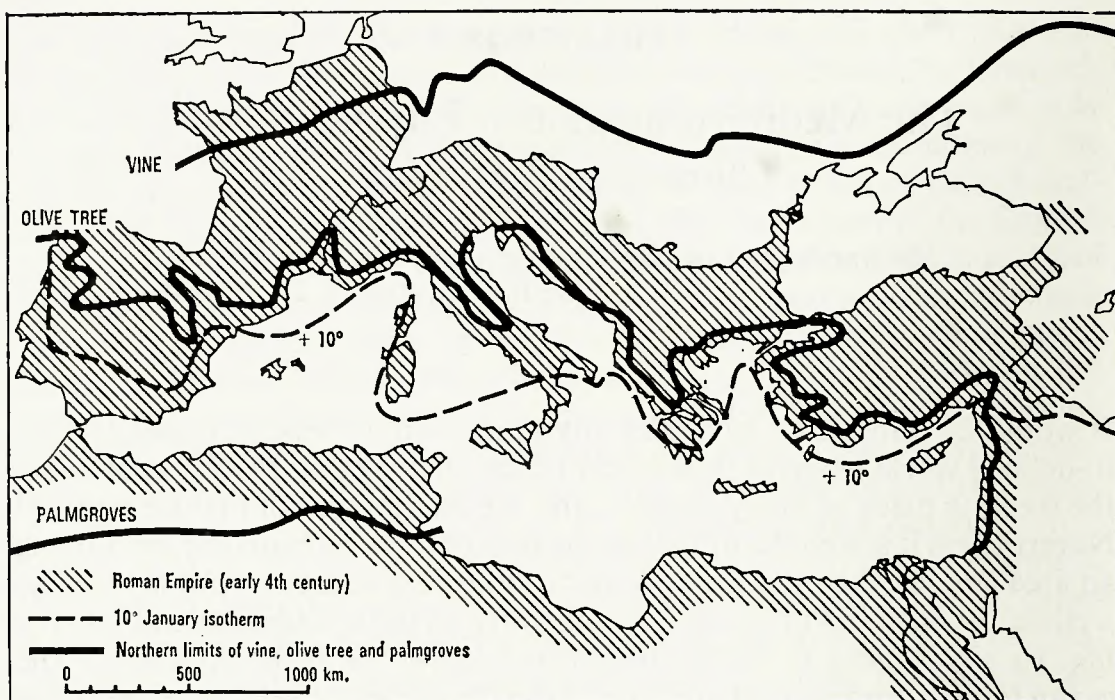 VINE
OLIVE TREE
+ 10°
+ 10°
PALMGROVES
Roman Empire (early 4th century)
10° January isotherm
Northern limits of vine, olive tree and palmgroves
0 500 1000 km.